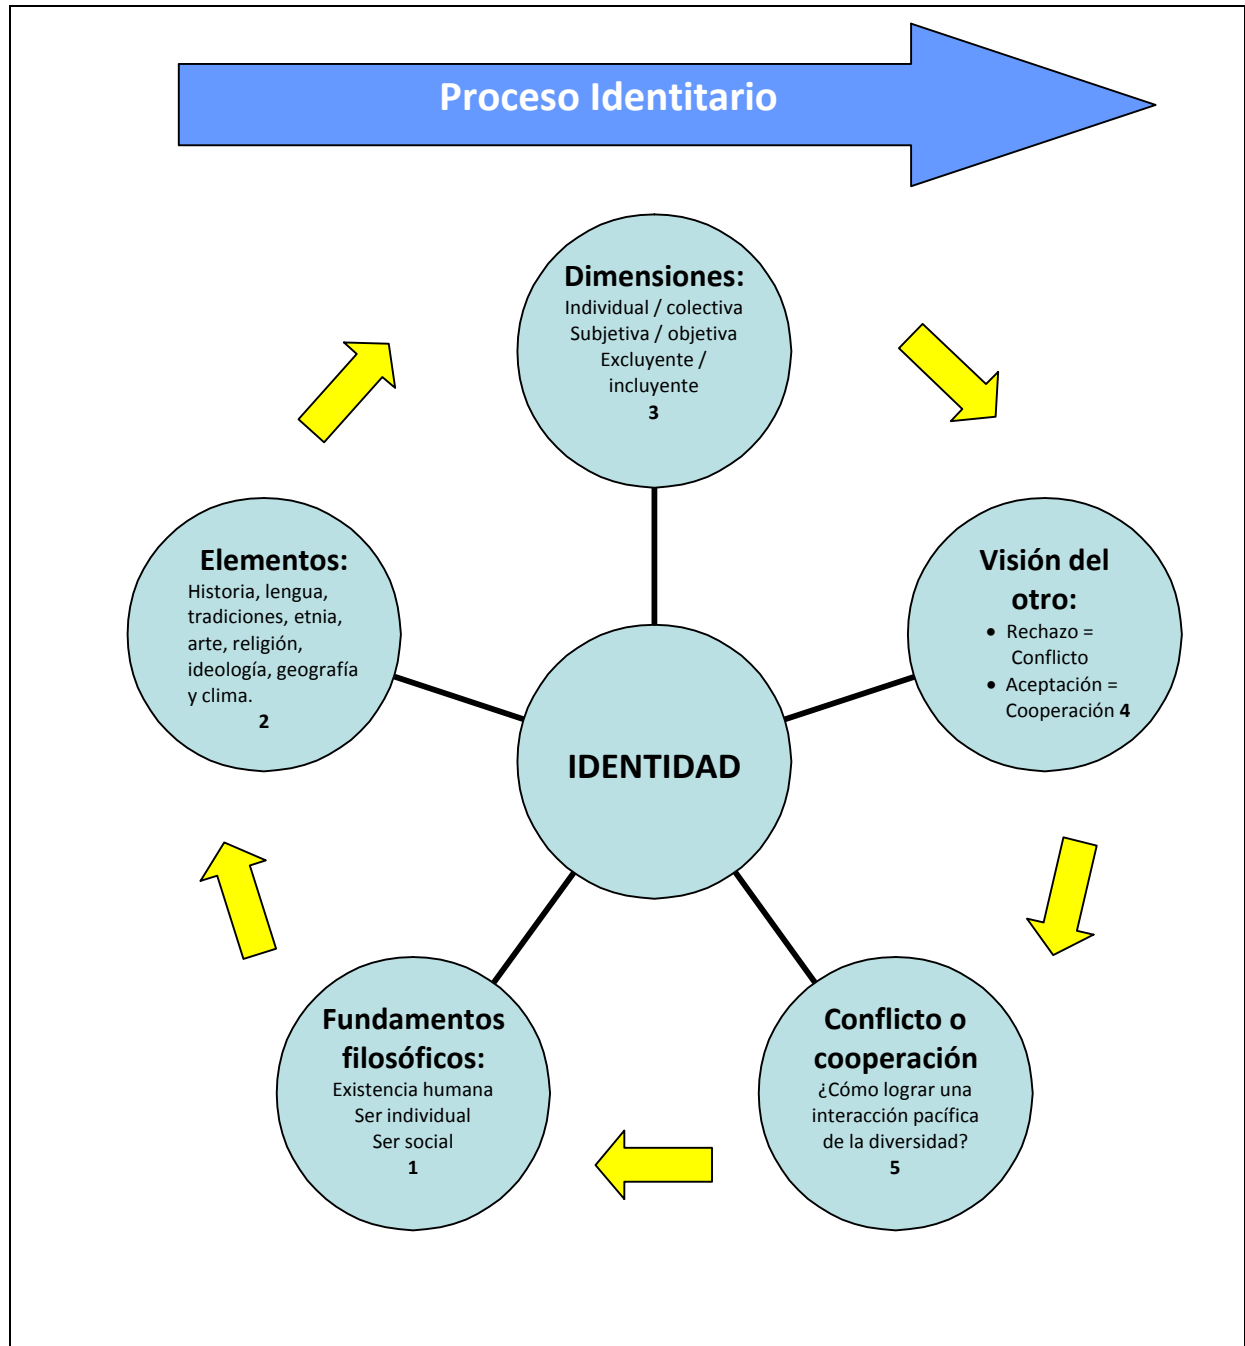 Proceso Identitario
Dimensiones:
Individual / colectiva
Subjetiva / objetiva
Excluyente /
incluyente
3
Elementos:
Historia, lengua,
tradiciones, etnia,
arte, religión,
ideología, geografía
y clima.
2
Visión del
otro:
• Rechazo =
Conflicto
• Aceptación =
Cooperación 4
IDENTIDAD
Fundamentos
filosóficos:
Existencia humana
Ser individual
Ser social
1
Conflicto o
cooperación
¿Cómo lograr una
interacción pacífica
de la diversidad?
5